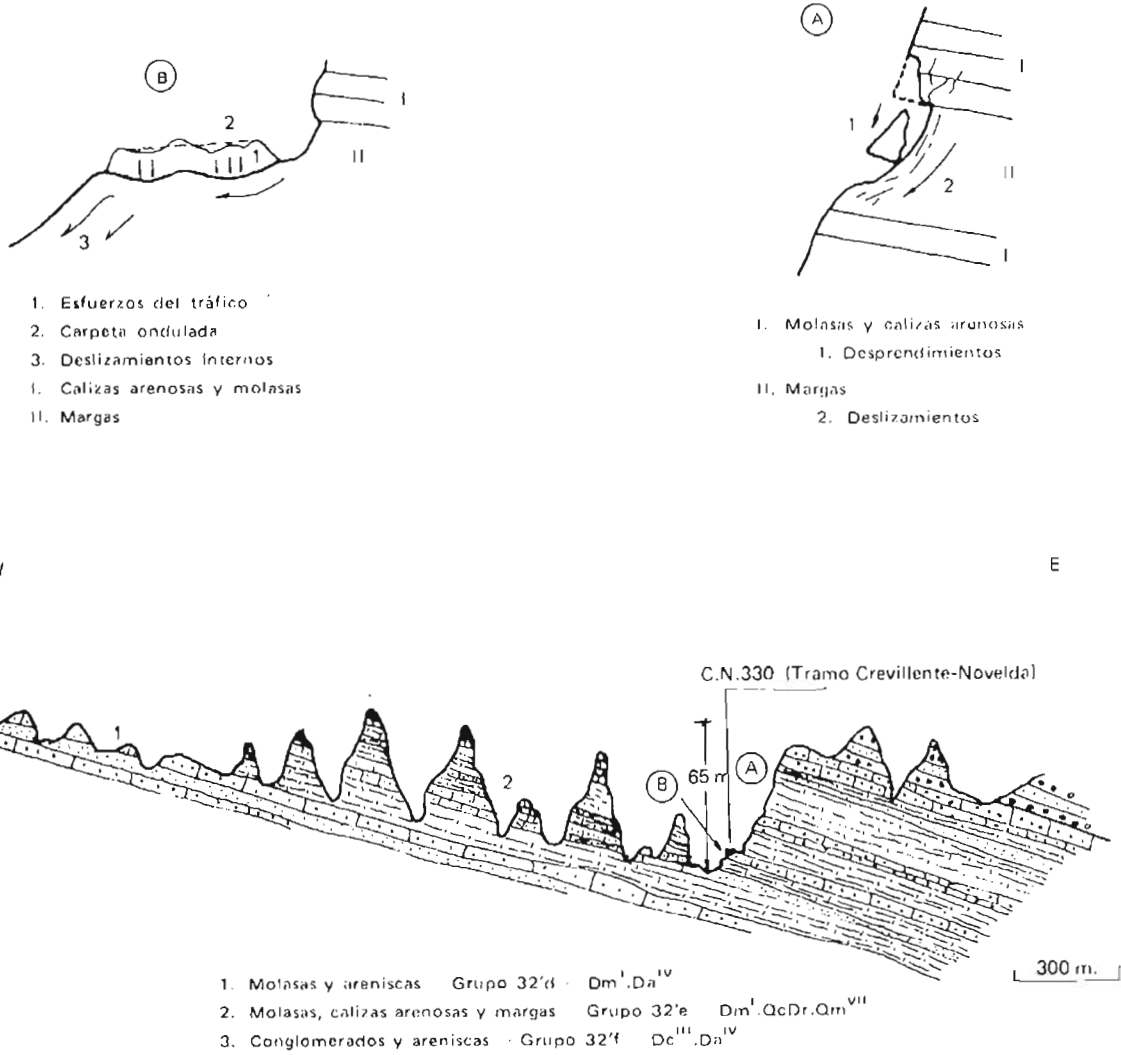 A
B
I
1
2
II
I
2
1
I
II
3
1. Esfuerzos del tráfico
2. Carpeta ondulada
3. Deslizamientos internos
I. Calizas arenosas y molasas
II. Margas
I. Molasas y calizas arenosas
1. Desprendimientos
II. Margas
2. Deslizamientos
E
C.N.330 (Tramo Crevillente-Novelda)
1
2
65 m
B
A
300 m.
1. Molasas y areniscas Grupo 32'd - Dm^I.Da^IV
2. Molasas, calizas arenosas y margas Grupo 32'e Dm^I.QcDr.Qm^VII
3. Conglomerados y areniscas - Grupo 32'f Dc^III.Da^IV